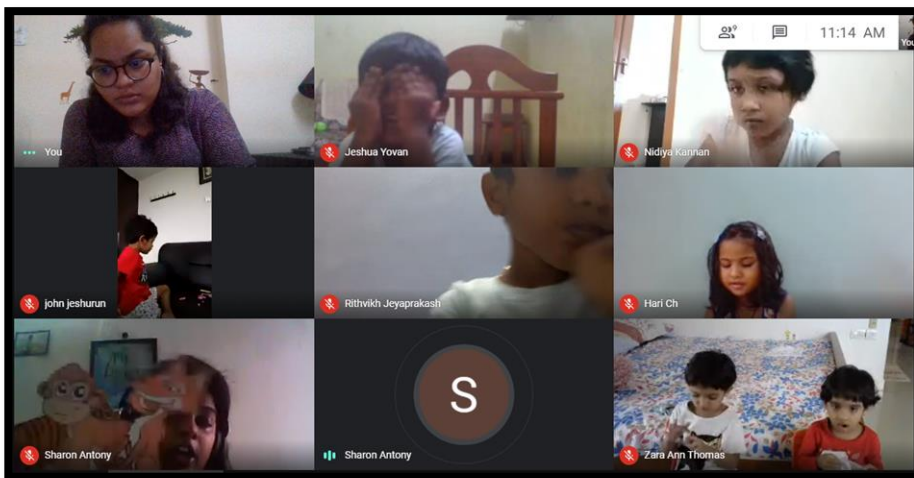 11:14 AM
You
You
Jeshua Yovan
Nidiya Kannan
john jeshurun
Rithvikh Jeyaprakash
Hari Ch
Sharon Antony
S
Sharon Antony
Zara Ann Thomas